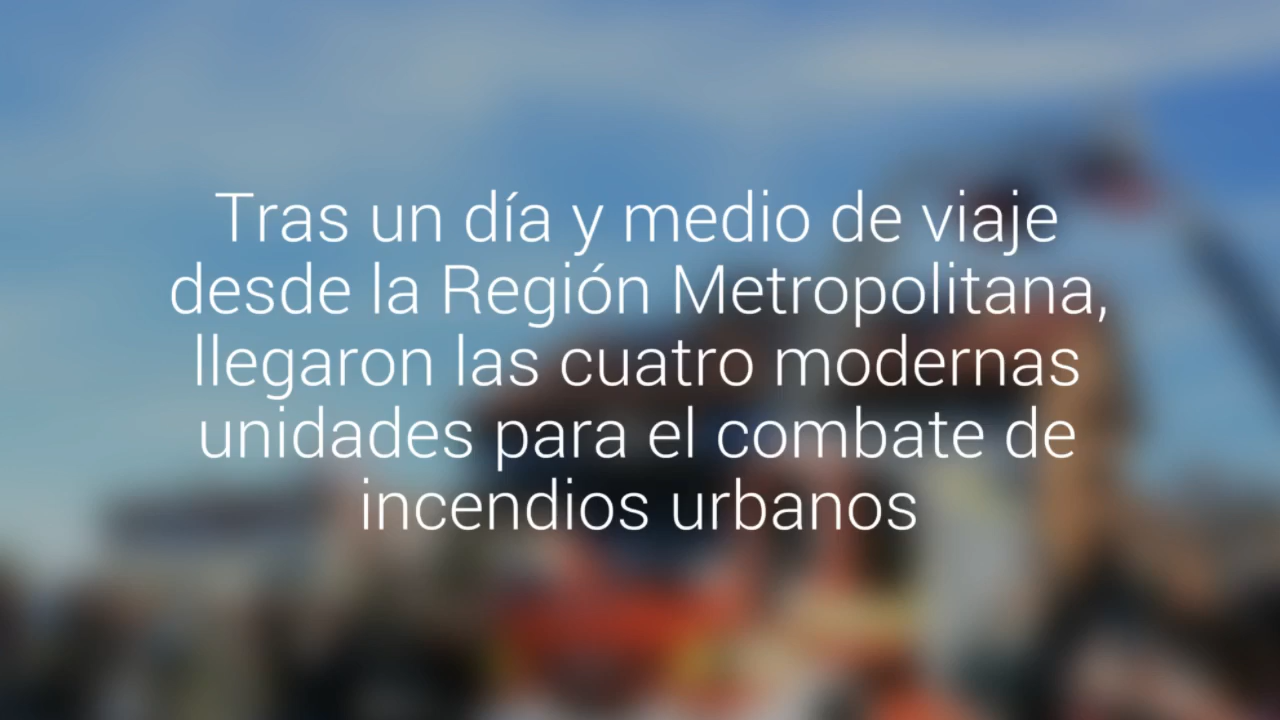 Tras un día y medio de viaje
desde la Región Metropolitana,
llegaron las cuatro modernas
unidades para el combate de
incendios urbanos